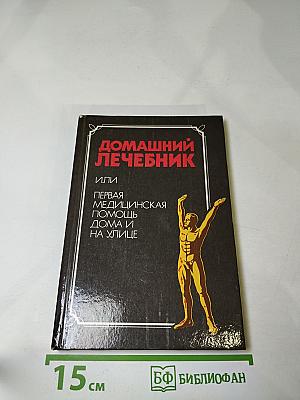 ДОМАШНИЙ
ЛЕЧЕБНИК
ИЛИ
ПЕРВАЯ
МЕДИЦИНСКАЯ
ПОМОЩЬ
ДОМА И
НА УЛИЦЕ
15 см
БФ БИБЛИОФАН